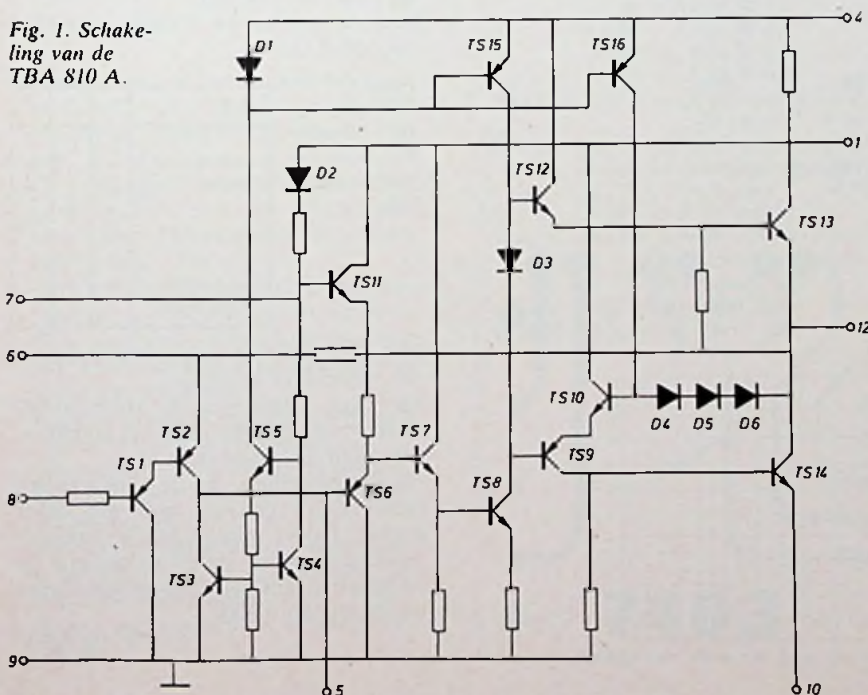 Fig. 1. Schake-
ling van de
TBA 810 A.
4
D1
TS15
TS16
1
D2
TS12
TS13
D3
TS11
7
12
6
TS10
D4 D5 D6
TS2
TS5
TS7
TS9
TS1
TS14
TS8
TS6
8
TS3
TS4
9
5
10